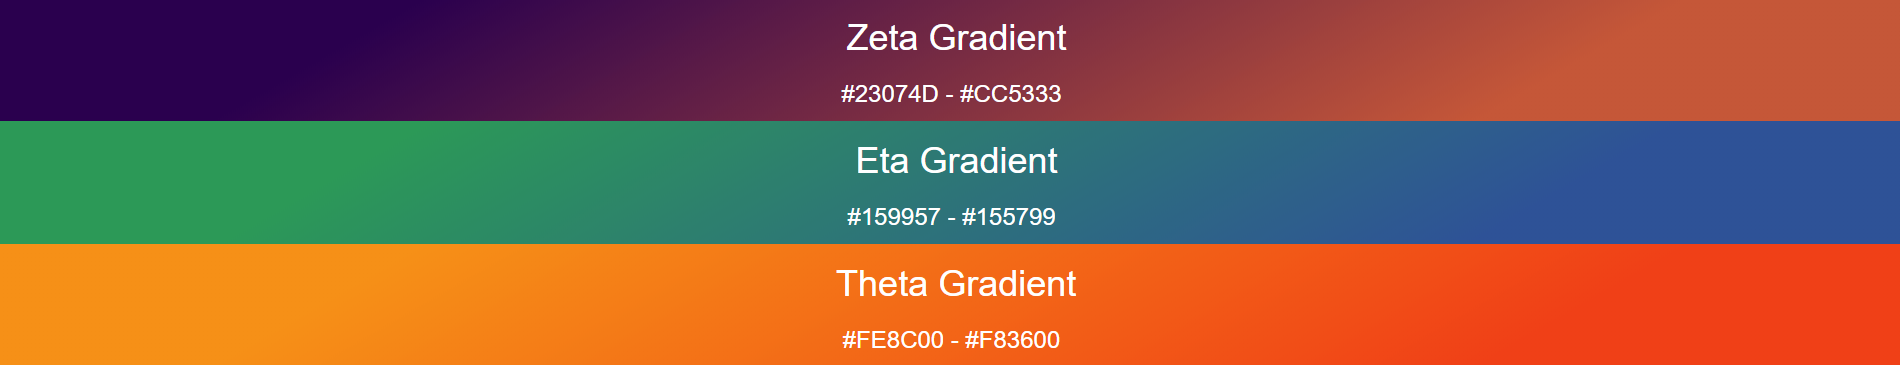 Zeta Gradient
#23074D - #CC5333
Eta Gradient
#159957 - #155799
Theta Gradient
#FE8C00 - #F83600